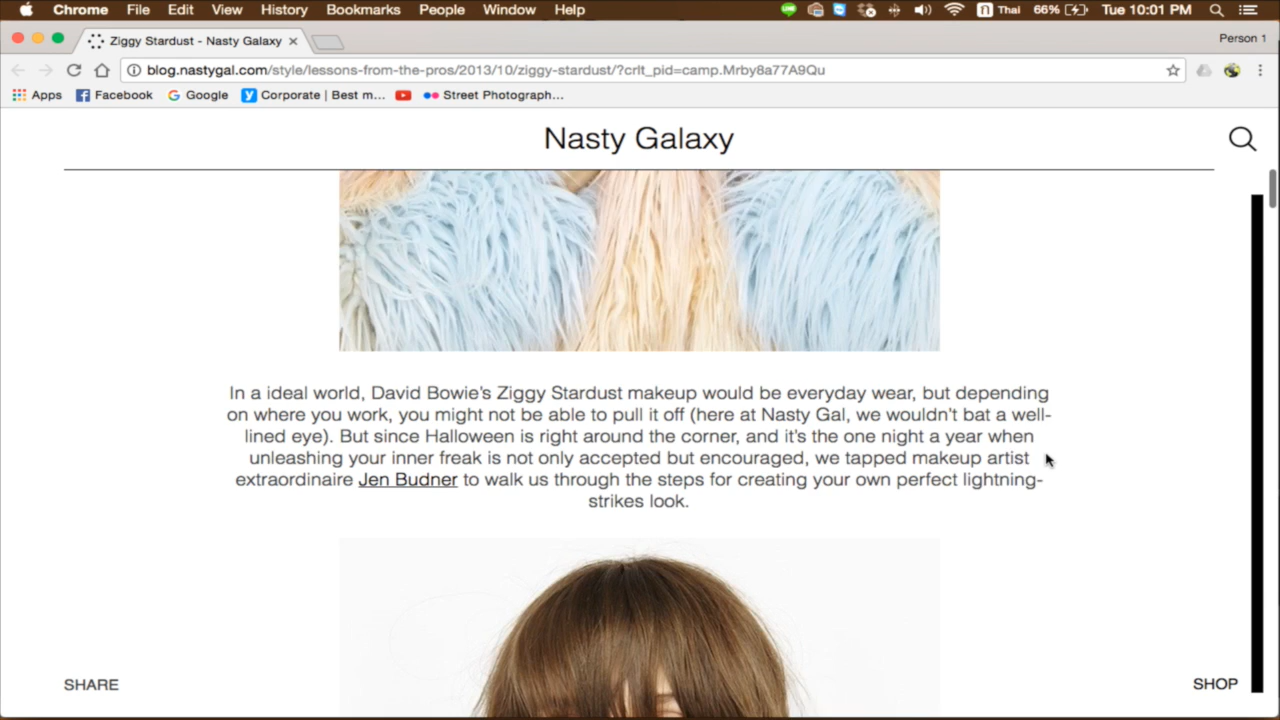 Chrome File Edit View History Bookmarks People Window Help ก Thai 66% Tue 10:01 PM
Ziggy Stardust - Nasty Galaxy Person 1
blog.nastygal.com/style/lessons-from-the-pros/2013/10/ziggy-stardust/?crlt_pid=camp.Mrby8a77A9Qu
Apps Facebook Google Corporate | Best m... Street Photograph...
Nasty Galaxy
In a ideal world, David Bowie's Ziggy Stardust makeup would be everyday wear, but depending
on where you work, you might not be able to pull it off (here at Nasty Gal, we wouldn't bat a well-
lined eye). But since Halloween is right around the corner, and it's the one night a year when
unleashing your inner freak is not only accepted but encouraged, we tapped makeup artist
extraordinaire Jen Budner to walk us through the steps for creating your own perfect lightning-
strikes look.
SHARE
SHOP